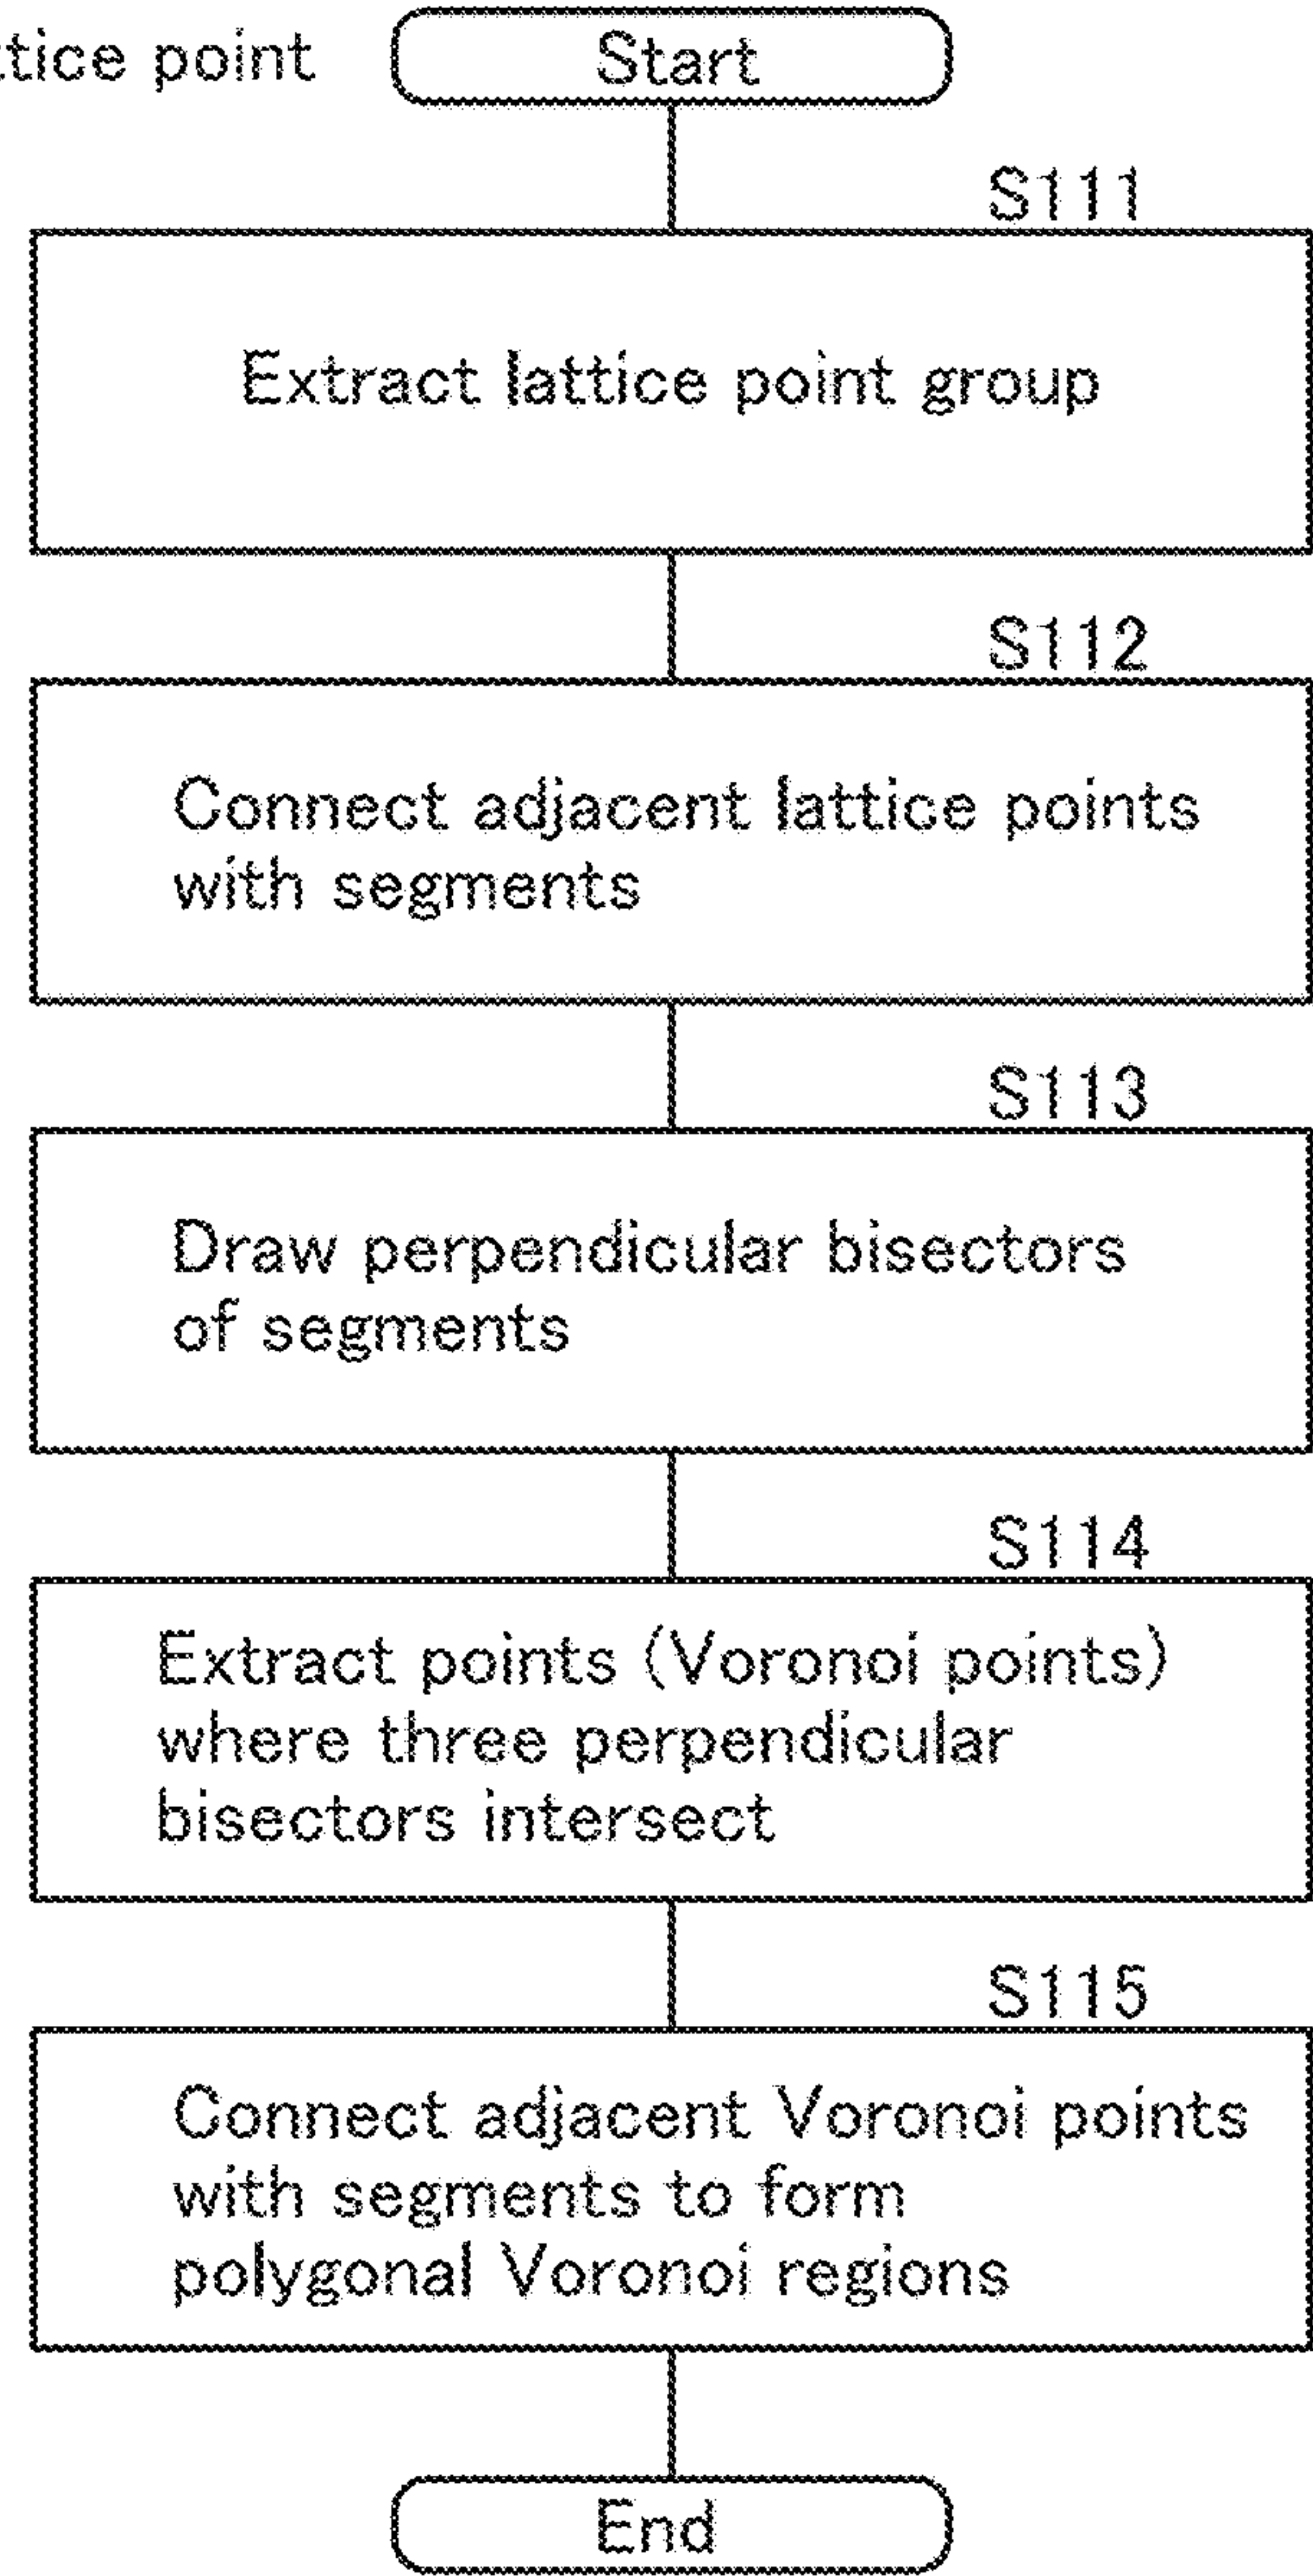 point
Start
S111
Extract lattice point group
S112
Connect adjacent lattice points
with segments
S113
Draw perpendicular bisectors
of segments
S114
Extract points (Voronoi points)
where three perpendicular
bisectors intersect
S115
Connect adjacent Voronoi points
with segments to form
polygonal Voronoi regions
End